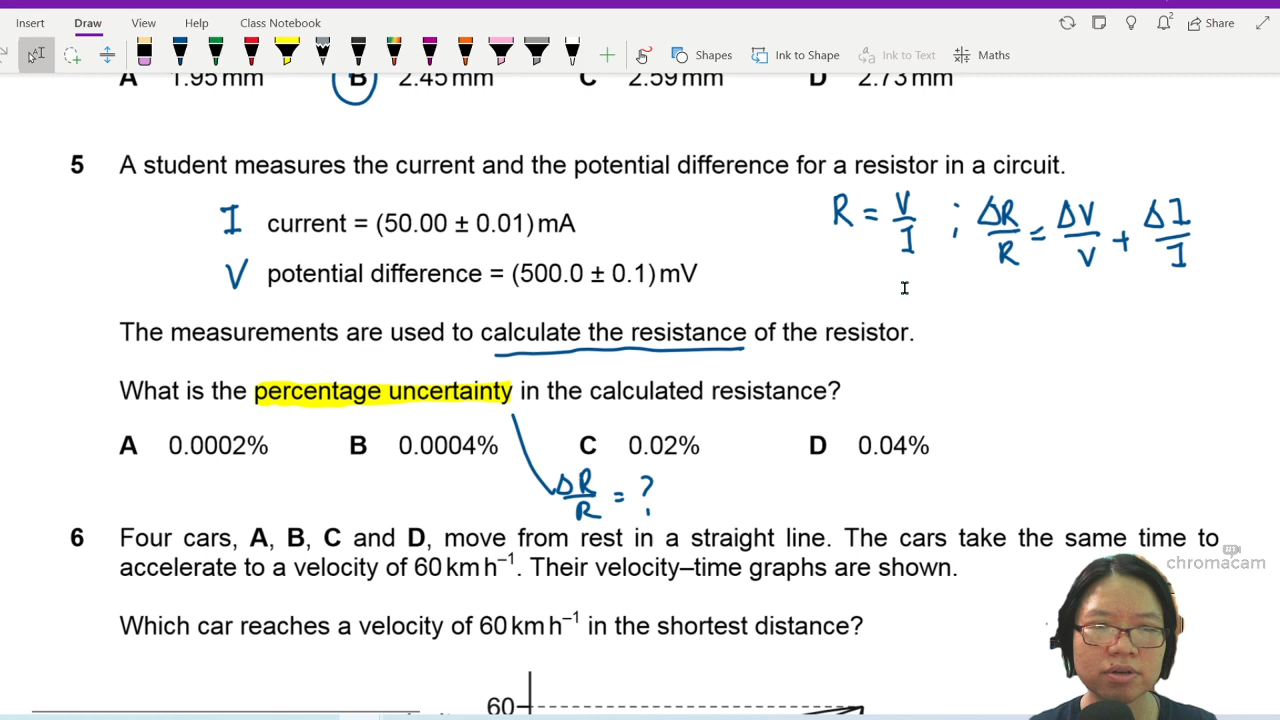 Insert Draw View Help Class Notebook 2 Share
Shapes Ink to Shape Ink to Text Maths
A 1.95 mm B 2.45 mm C 2.59 mm D 2.73 mm
5 A student measures the current and the potential difference for a resistor in a circuit.
I current = (50.00 ± 0.01) mA
R = V/I ; ΔR/R = ΔV/V + ΔI/I
V potential difference = (500.0 ± 0.1) mV
The measurements are used to calculate the resistance of the resistor.
What is the percentage uncertainty in the calculated resistance?
A 0.0002% B 0.0004% C 0.02% D 0.04%
ΔR/R = ?
6 Four cars, A, B, C and D, move from rest in a straight line. The cars take the same time to
accelerate to a velocity of 60 km h⁻¹. Their velocity–time graphs are shown.
chromacam
Which car reaches a velocity of 60 km h⁻¹ in the shortest distance?
60